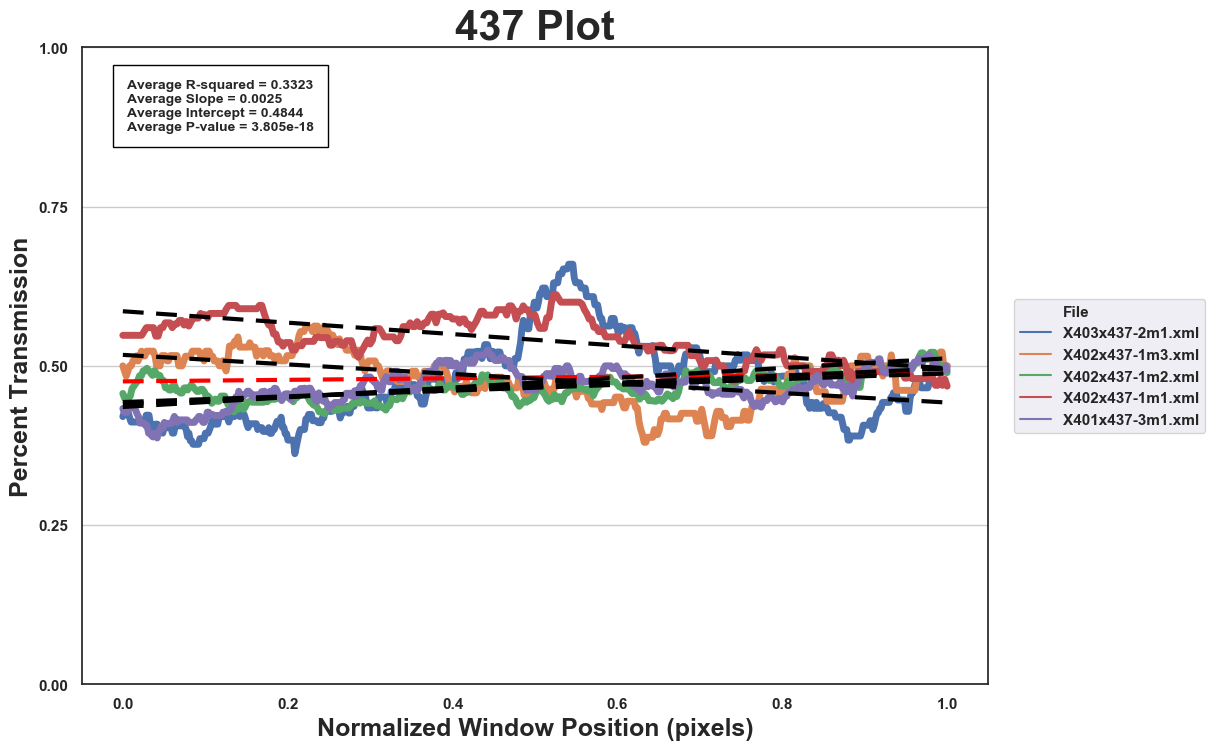 437 Plot
1.00
0.75
0.50
0.25
0.00
Percent Transmission
Average R-squared = 0.3323
Average Slope = 0.0025
Average Intercept = 0.4844
Average P-value = 3.805e-18
0.0 0.2 0.4 0.6 0.8 1.0
Normalized Window Position (pixels)
File
X403x437-2m1.xml
X402x437-1m3.xml
X402x437-1m2.xml
X402x437-1m1.xml
X401x437-3m1.xml